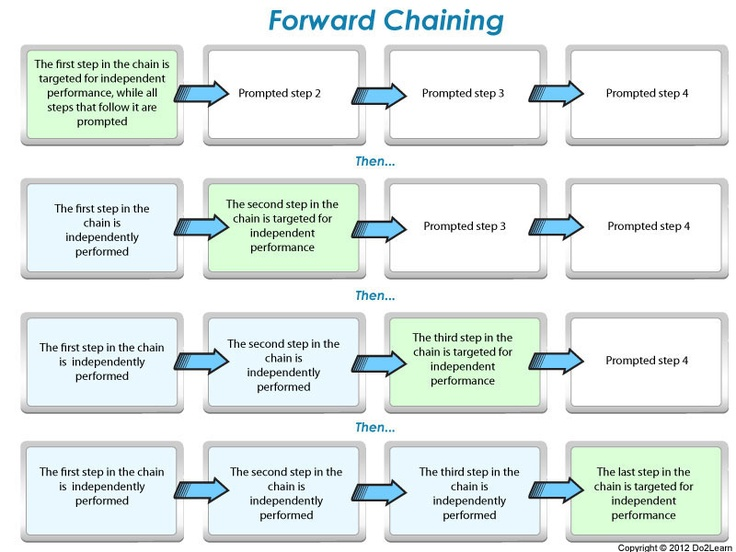 Forward Chaining
The first step in the chain is
targeted for independent
performance, while all
steps that follow it are
prompted
Prompted step 2
Prompted step 3
Prompted step 4
Then...
The first step in the
chain is
independently
performed
The second step in the
chain is targeted for
independent
performance
Prompted step 3
Prompted step 4
Then...
The first step in the chain
is independently
performed
The second step in the
chain is independently
performed
The third step in the
chain is targeted for
independent
performance
Prompted step 4
Then...
The first step in the chain
is independently
performed
The second step in the
chain is
independently
performed
The third step in the
chain is
independently
performed
The last step in the
chain is targeted for
independent
performance
Copyright © 2012 Do2Learn